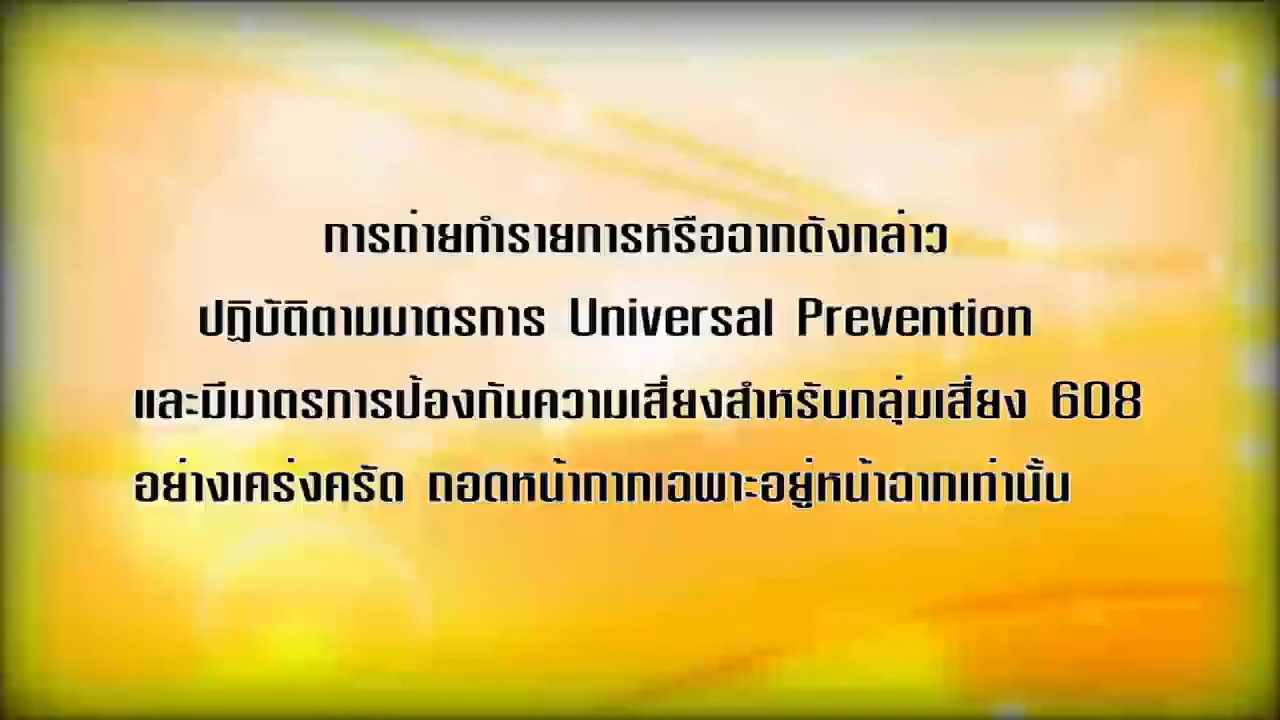 การถ่ายทำรายการหรือฉากดังกล่าว
ปฏิบัติตามมาตรการ Universal Prevention
และมีมาตรการป้องกันความเสี่ยงสำหรับกลุ่มเสี่ยง 608
อย่างเคร่งครัด ถอดหน้ากากเฉพาะอยู่หน้าฉากเท่านั้น